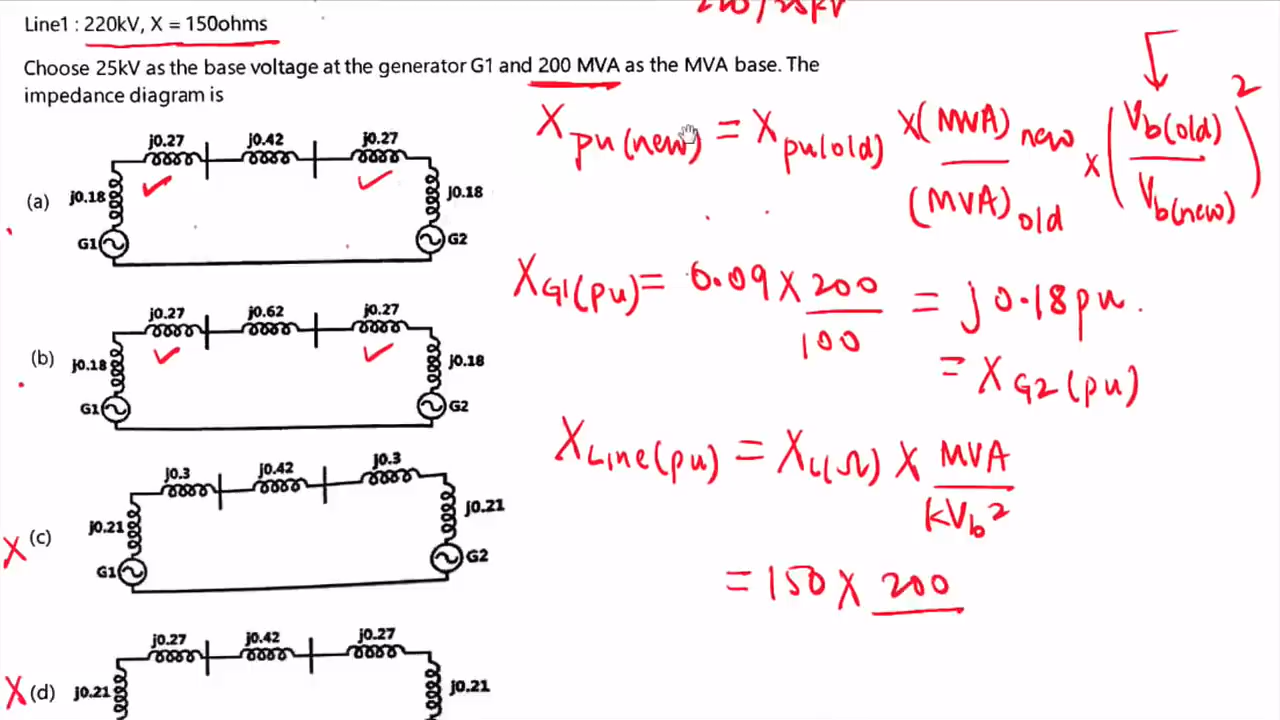 220/25kV
Line1 : 220kV, X = 150ohms
Choose 25kV as the base voltage at the generator G1 and 200 MVA as the MVA base. The
impedance diagram is
j0.27 j0.42 j0.27
(a) j0.18 j0.18
G1 G2
j0.27 j0.62 j0.27
(b) j0.18 j0.18
G1 G2
j0.3 j0.42 j0.3
X (c) j0.21 j0.21
G1 G2
j0.27 j0.42 j0.27
X (d) j0.21 j0.21
Xpu(new) = Xpu(old) x (MVA)new / (MVA)old x (Vb(old) / Vb(new))²
XG1(pu) = 0.09 x 200 / 100 = j0.18pu.
= XG2(pu)
XLine(pu) = XL(Ω) x MVA / kVb²
= 150 x 200